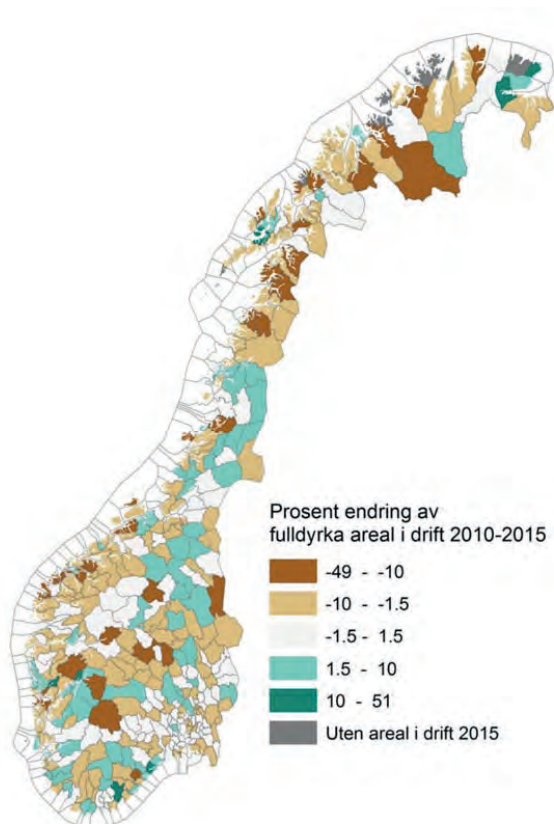 Prosent endring av
fulldyrka areal i drift 2010-2015
-49 - -10
-10 - -1.5
-1.5 - 1.5
1.5 - 10
10 - 51
Uten areal i drift 2015